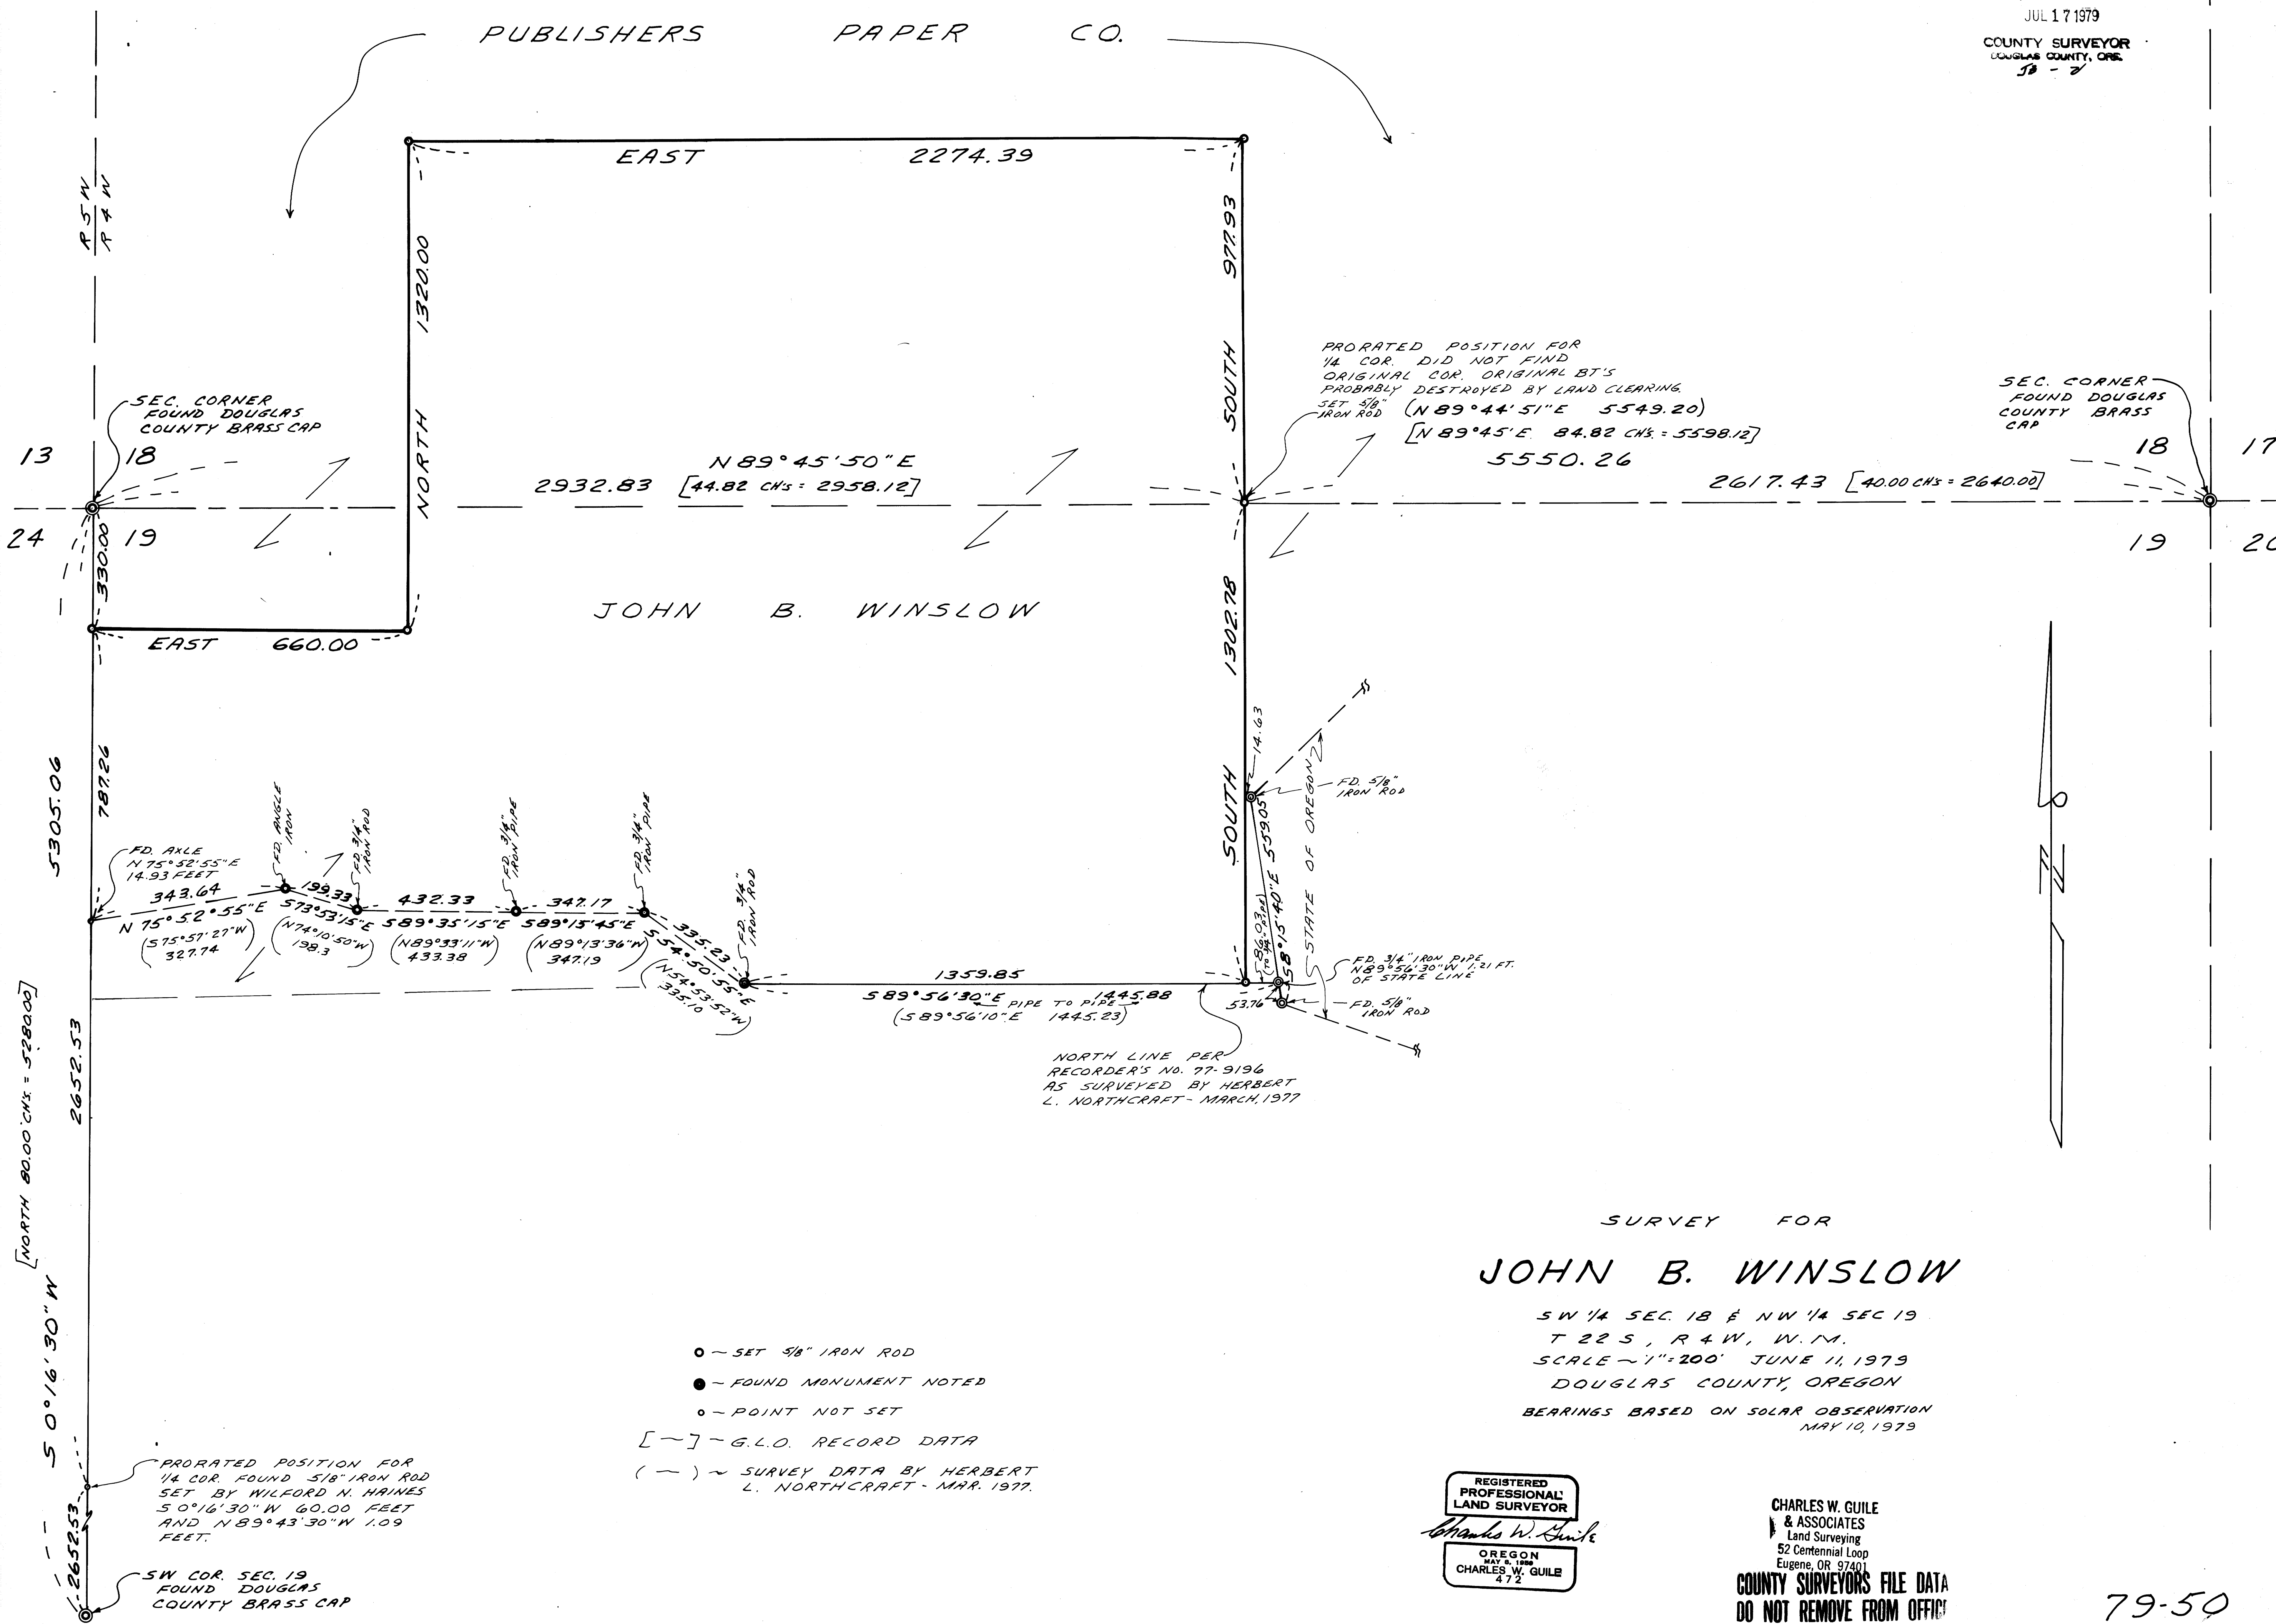 JUL 17 1979
COUNTY SURVEYOR
DOUGLAS COUNTY, ORE.
PUBLISHERS PAPER CO.
R 5 W
R 4 W
EAST 2274.39
1320.00
NORTH
977.93
SOUTH
PRORATED POSITION FOR
1/4 COR. DID NOT FIND
ORIGINAL COR. ORIGINAL BT'S
PROBABLY DESTROYED BY LAND CLEARING.
SET 5/8"
IRON ROD
(N 89°44'51"E 5549.20)
[N 89°45'E. 84.82 CH'S. = 5598.12]
5550.26
SEC. CORNER
FOUND DOUGLAS
COUNTY BRASS CAP
SEC. CORNER
FOUND DOUGLAS
COUNTY BRASS
CAP
13 18
24 19
18 17
19 20
N 89°45'50"E
2932.83 [44.82 CH'S = 2958.12]
2617.43 [40.00 CH'S = 2640.00]
330.00
EAST 660.00
JOHN B. WINSLOW
1302.78
SOUTH
14.63
FD. 5/8"
IRON ROD
STATE OF OREGON
S 8°15'40"E 559.05
86.03
(TO 3/4" PIPE)
FD. 3/4" IRON PIPE
N89°56'30"W 1.21 FT.
OF STATE LINE
53.76
FD. 5/8"
IRON ROD
5305.06
787.26
FD. AXLE
N 75°52'55"E
14.93 FEET
FD. ANGLE
IRON
FD. 3/4"
IRON ROD
FD. 3/4"
IRON PIPE
FD. 3/4"
IRON PIPE
FD. 3/4"
IRON ROD
343.64
N 75°52°55"E
(S75°57'27"W)
327.74
199.33
S73°53'15"E
(N74°10'50"W)
198.3
432.33
S89°35'15"E
(N89°33'11"W)
433.38
347.17
S89°15'45"E
(N89°13'36"W)
347.19
335.23
S 54°50'55"E
(N54°53'52"W)
335.10
1359.85
S 89°56'30"E PIPE TO PIPE 1445.88
(S 89°56'10"E 1445.23)
NORTH LINE PER
RECORDER'S NO. 77-9196
AS SURVEYED BY HERBERT
L. NORTHCRAFT - MARCH, 1977
[NORTH 80.00 CH'S. = 5280.00]
2652.53
S 0°16'30"W
PRORATED POSITION FOR
1/4 COR. FOUND 5/8" IRON ROD
SET BY WILFORD N. HAINES
S 0°16'30"W 60.00 FEET
AND N 89°43'30"W 1.09
FEET.
2652.53
SW COR. SEC. 19
FOUND DOUGLAS
COUNTY BRASS CAP
SET 5/8" IRON ROD
FOUND MONUMENT NOTED
POINT NOT SET
[—] - G.L.O. RECORD DATA
(—) ~ SURVEY DATA BY HERBERT
L. NORTHCRAFT - MAR. 1977.
SURVEY FOR
JOHN B. WINSLOW
SW 1/4 SEC. 18 & NW 1/4 SEC 19
T 22 S, R 4 W, W.M.
SCALE ~ 1"=200' JUNE 11, 1979
DOUGLAS COUNTY, OREGON
BEARINGS BASED ON SOLAR OBSERVATION
MAY 10, 1979
REGISTERED
PROFESSIONAL
LAND SURVEYOR
Charles W. Guile
OREGON
CHARLES W. GUILE
472
CHARLES W. GUILE
& ASSOCIATES
Land Surveying
52 Centennial Loop
Eugene, OR 97401
COUNTY SURVEYORS FILE DATA
DO NOT REMOVE FROM OFFICE
79-50
N